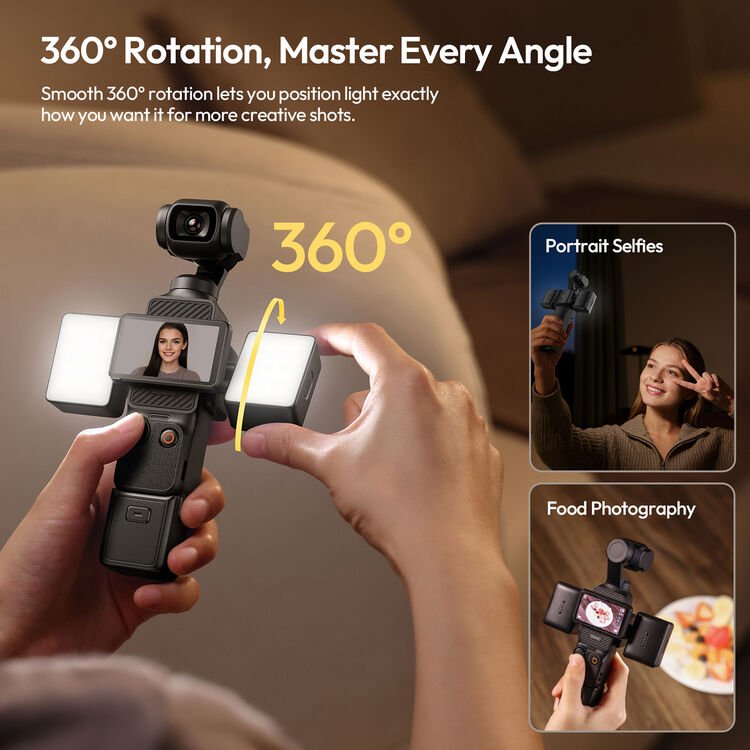 360° Rotation, Master Every Angle
Smooth 360° rotation lets you position light exactly
how you want it for more creative shots.
360°
Portrait Selfies
Food Photography